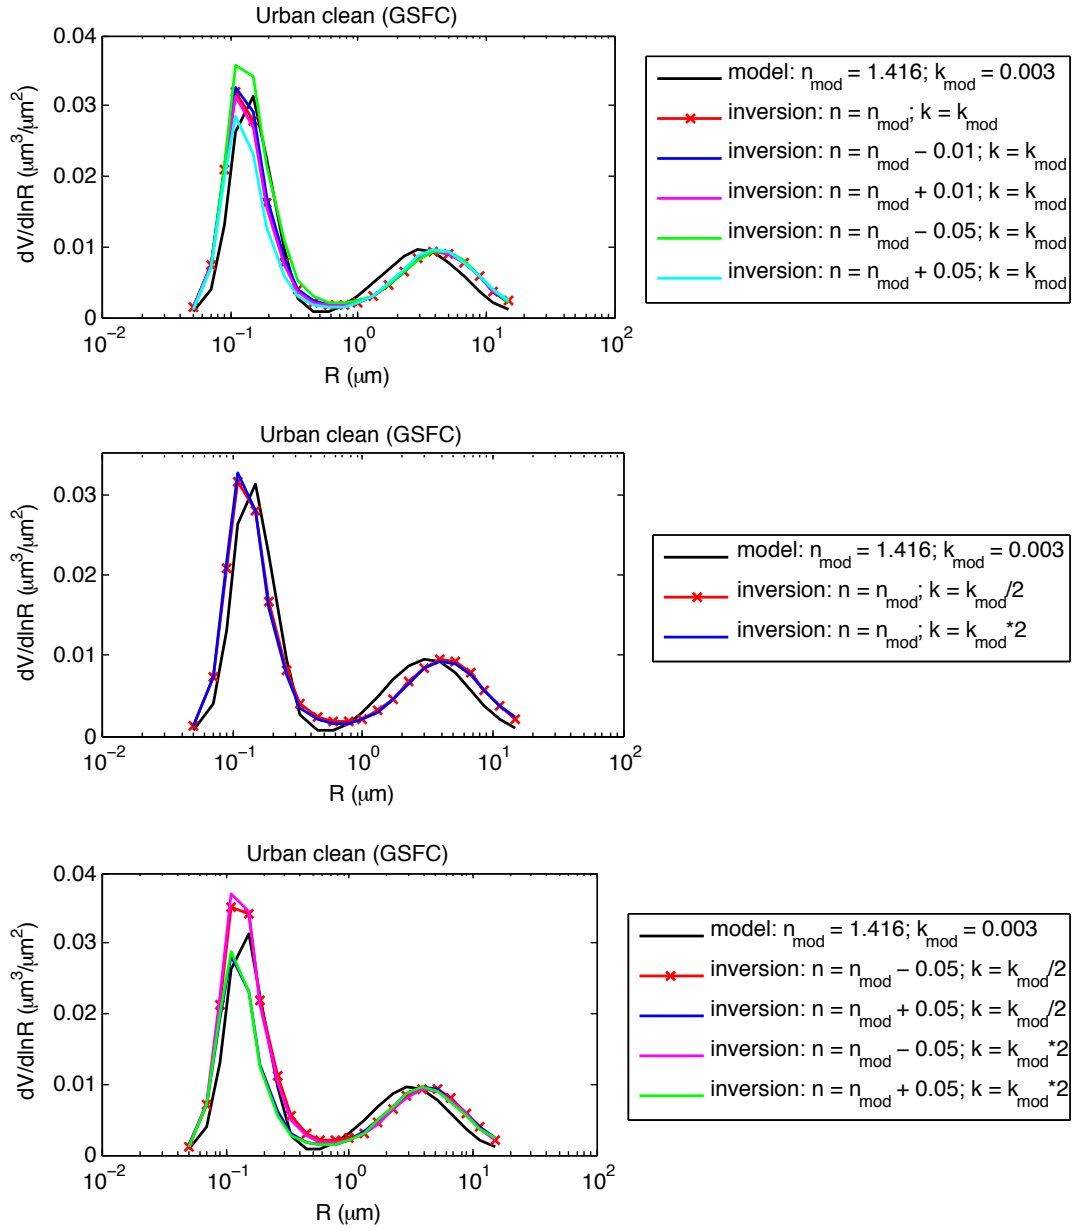 Urban clean (GSFC)
0.04
0.03
0.02
0.01
0
dV/dlnR (μm³/μm²)
10⁻² 10⁻¹ 10⁰ 10¹ 10²
R (μm)
model: n_mod = 1.416; k_mod = 0.003
inversion: n = n_mod; k = k_mod
inversion: n = n_mod − 0.01; k = k_mod
inversion: n = n_mod + 0.01; k = k_mod
inversion: n = n_mod − 0.05; k = k_mod
inversion: n = n_mod + 0.05; k = k_mod
Urban clean (GSFC)
0.03
0.02
0.01
0
dV/dlnR (μm³/μm²)
10⁻² 10⁻¹ 10⁰ 10¹ 10²
R (μm)
model: n_mod = 1.416; k_mod = 0.003
inversion: n = n_mod; k = k_mod/2
inversion: n = n_mod; k = k_mod*2
Urban clean (GSFC)
0.04
0.03
0.02
0.01
0
dV/dlnR (μm³/μm²)
10⁻² 10⁻¹ 10⁰ 10¹ 10²
R (μm)
model: n_mod = 1.416; k_mod = 0.003
inversion: n = n_mod − 0.05; k = k_mod/2
inversion: n = n_mod + 0.05; k = k_mod/2
inversion: n = n_mod − 0.05; k = k_mod*2
inversion: n = n_mod + 0.05; k = k_mod*2